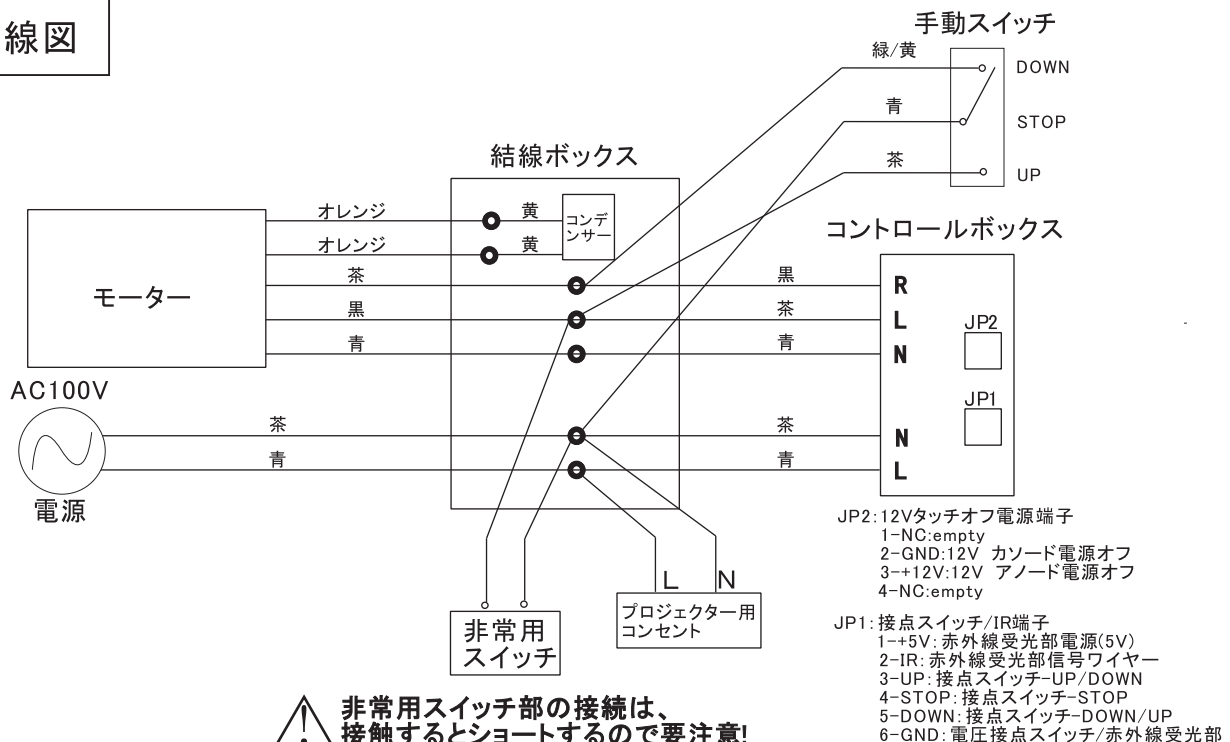 線図
手動スイッチ
緑/黄
DOWN
青
STOP
茶
UP
結線ボックス
オレンジ
黄
コンデ
ンサー
オレンジ
黄
コントロールボックス
モーター
茶
黒
R
黒
茶
L
JP2
青
青
N
AC100V
JP1
茶
茶
N
青
青
L
電源
L
N
プロジェクター用
コンセント
非常用
スイッチ
JP2:12Vタッチオフ電源端子
1-NC:empty
2-GND:12V カソード電源オフ
3-+12V:12V アノード電源オフ
4-NC:empty
JP1:接点スイッチ/IR端子
1-+5V:赤外線受光部電源(5V)
2-IR:赤外線受光部信号ワイヤー
3-UP:接点スイッチ-UP/DOWN
4-STOP:接点スイッチ-STOP
5-DOWN:接点スイッチ-DOWN/UP
6-GND:電圧接点スイッチ/赤外線受光部
非常用スイッチ部の接続は、
接触するとショートするので要注意!